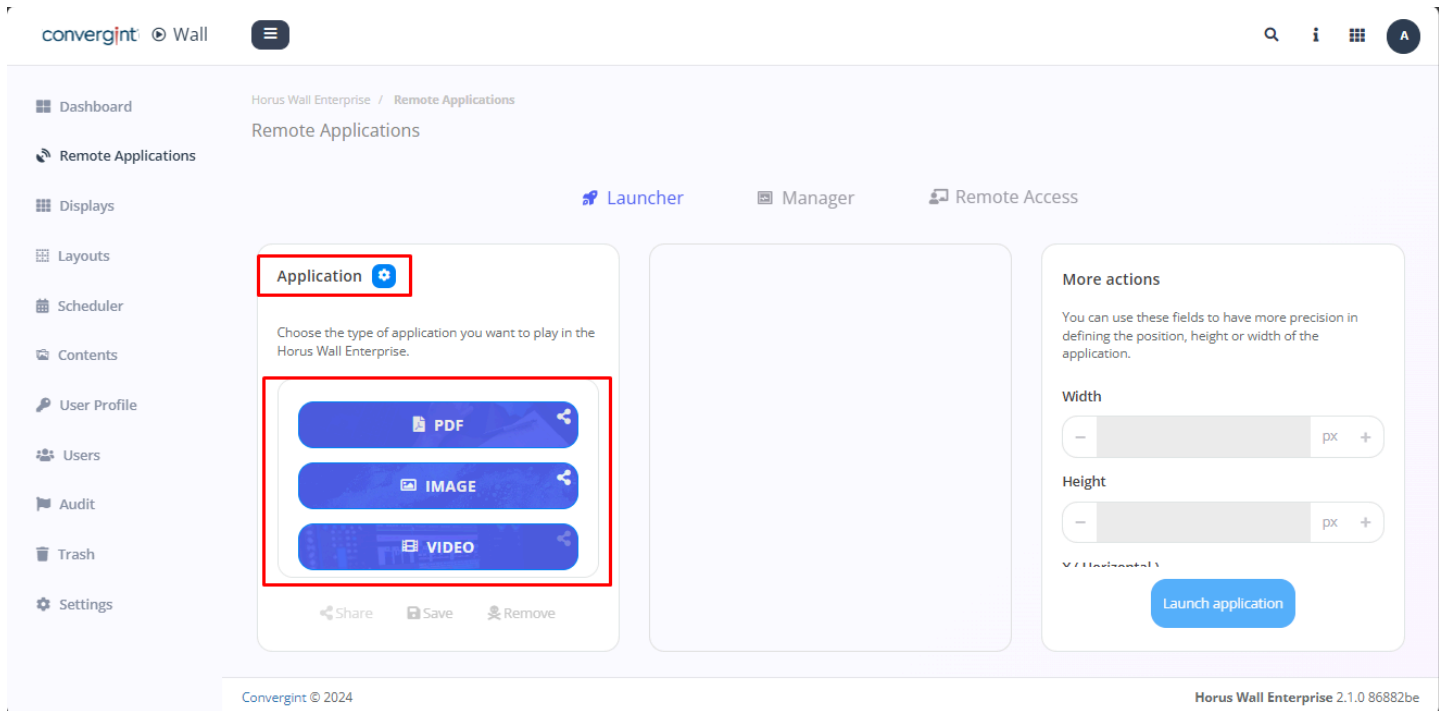 convergint Wall
A
Dashboard
Remote Applications
Displays
Layouts
Scheduler
Contents
User Profile
Users
Audit
Trash
Settings
Horus Wall Enterprise / Remote Applications
Remote Applications
Launcher
Manager
Remote Access
Application
Choose the type of application you want to play in the
Horus Wall Enterprise.
PDF
IMAGE
VIDEO
Share
Save
Remove
More actions
You can use these fields to have more precision in
defining the position, height or width of the
application.
Width
− px +
Height
− px +
X ( Horizontal )
Launch application
Convergint © 2024
Horus Wall Enterprise 2.1.0 86882be